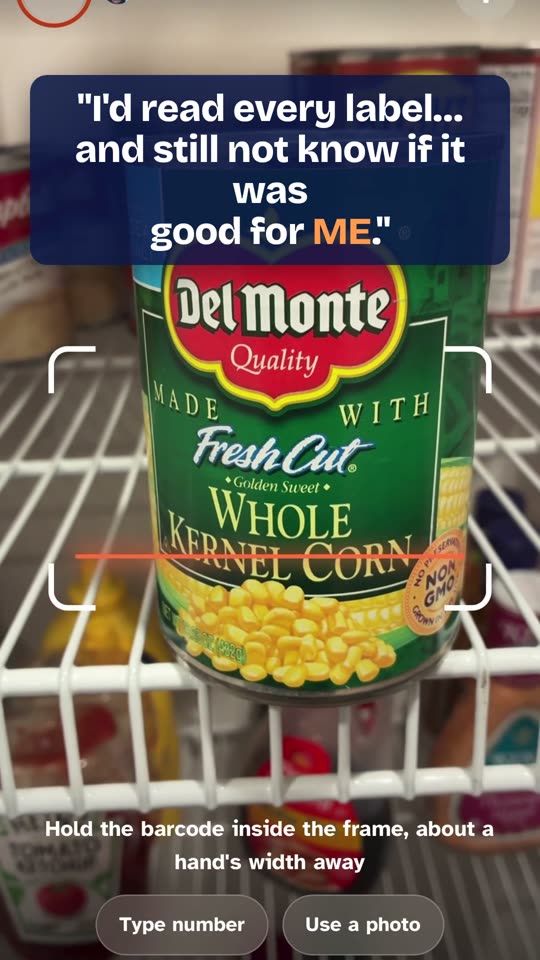 "I'd read every label...
and still not know if it
was
good for ME."
Del Monte
®
Quality
MADE WITH
Fresh Cut®
Golden Sweet
WHOLE
KERNEL CORN
NON
GMO
Hold the barcode inside the frame, about a
hand's width away
Type number
Use a photo